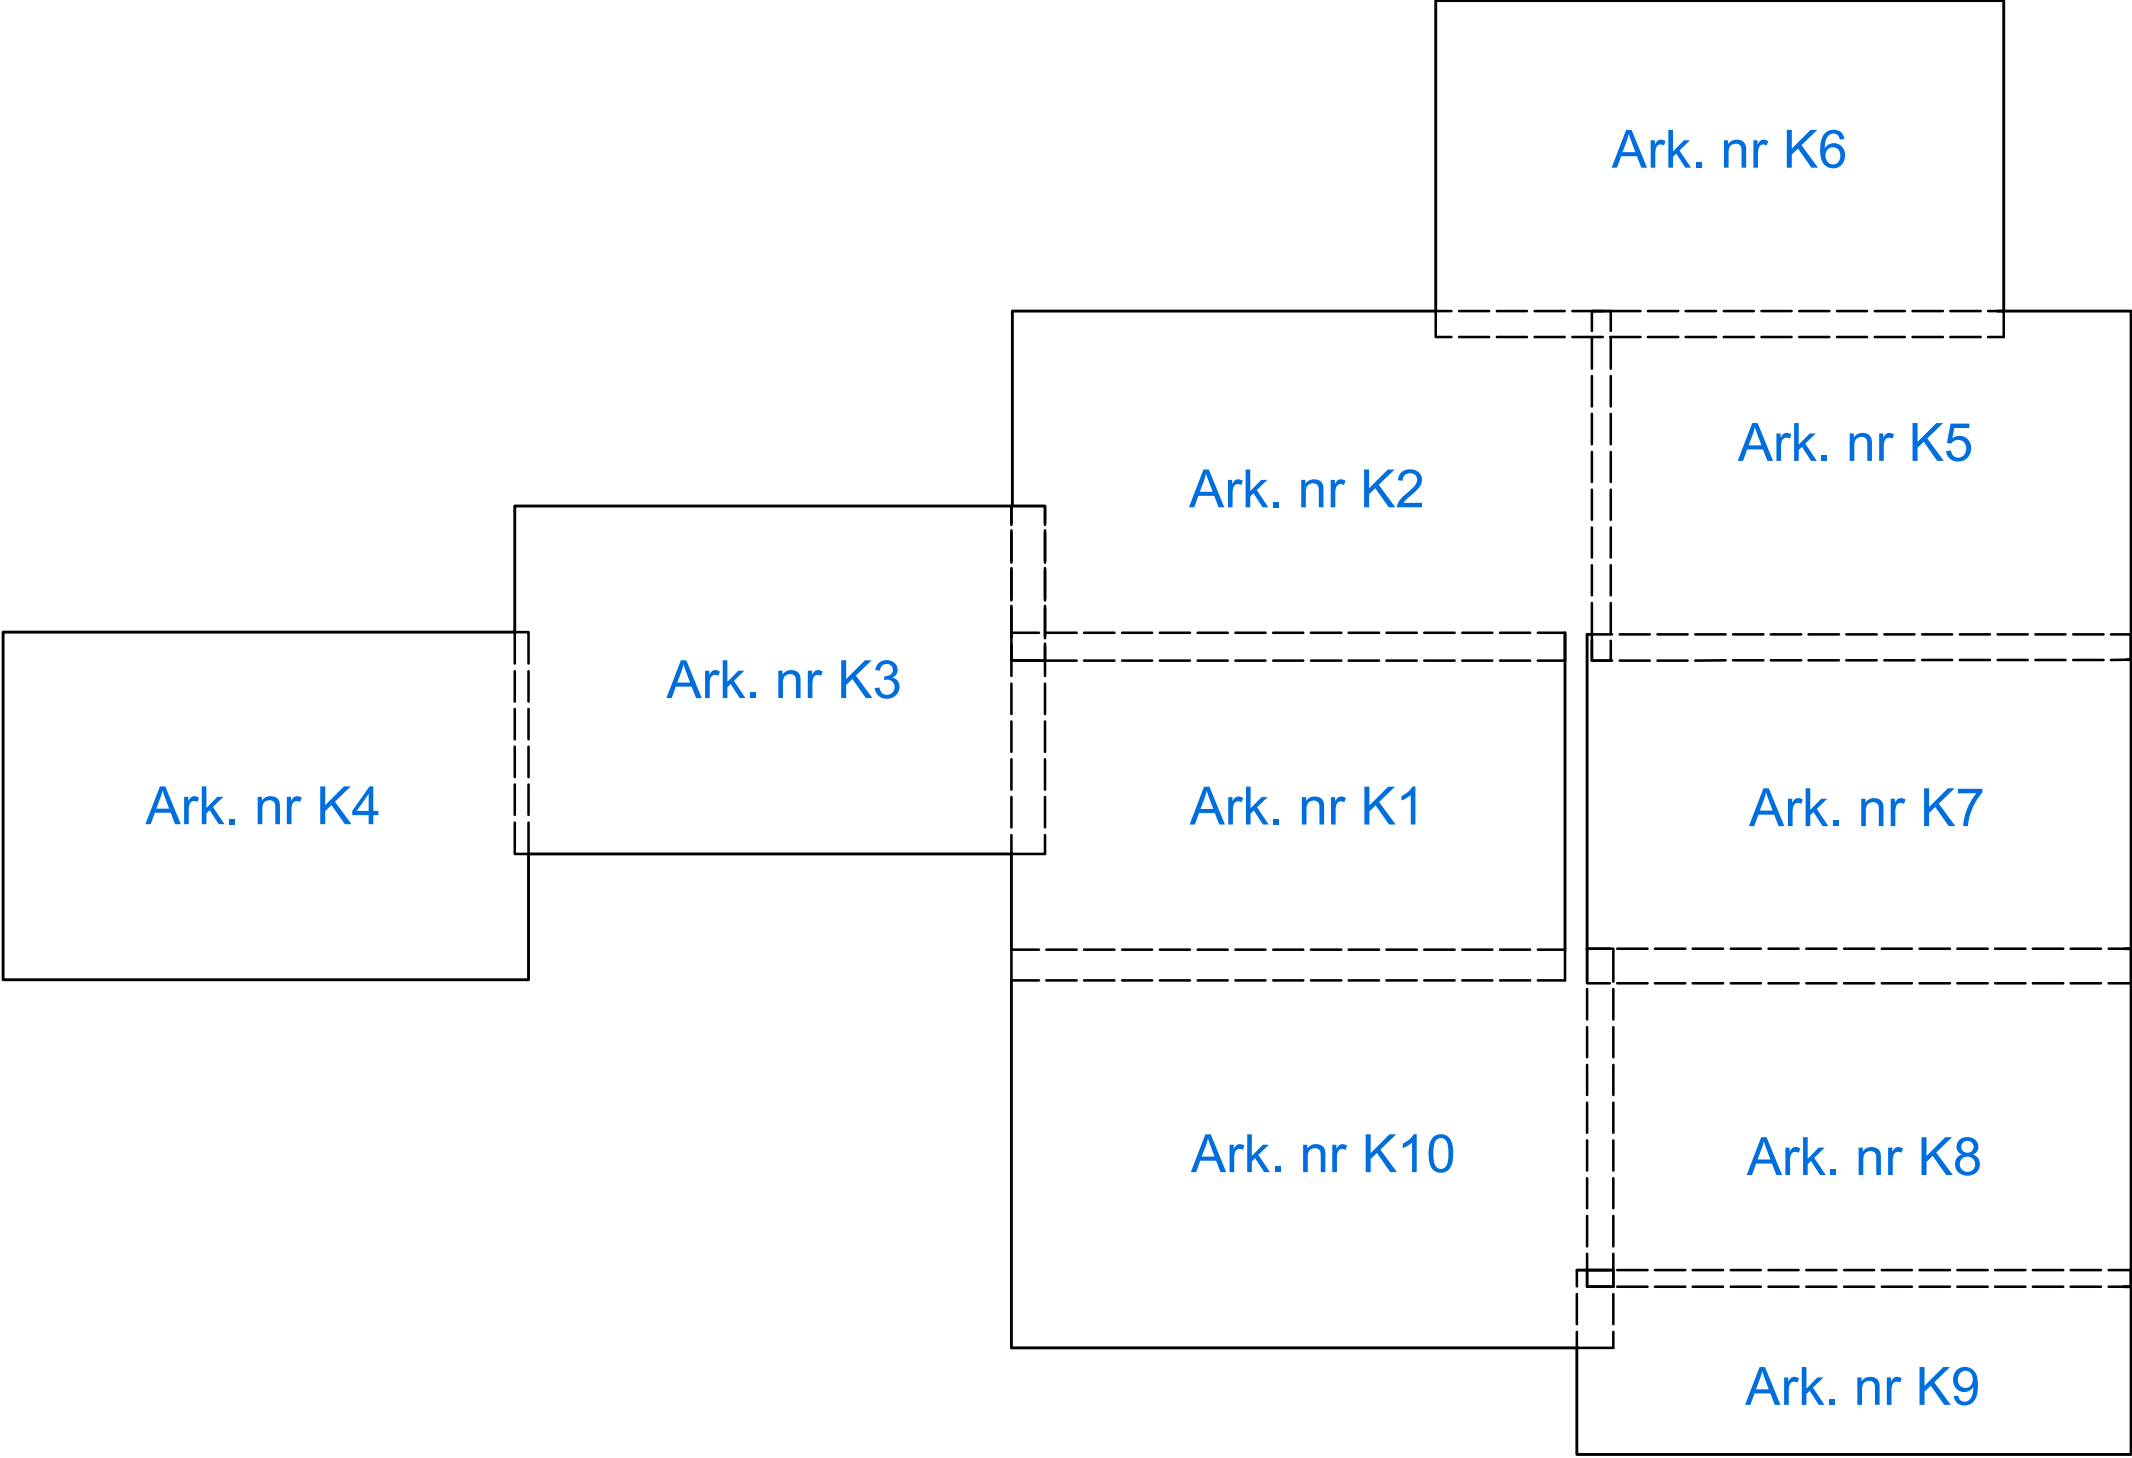 Ark. nr K6
Ark. nr K5
Ark. nr K2
Ark. nr K3
Ark. nr K4
Ark. nr K1
Ark. nr K7
Ark. nr K10
Ark. nr K8
Ark. nr K9